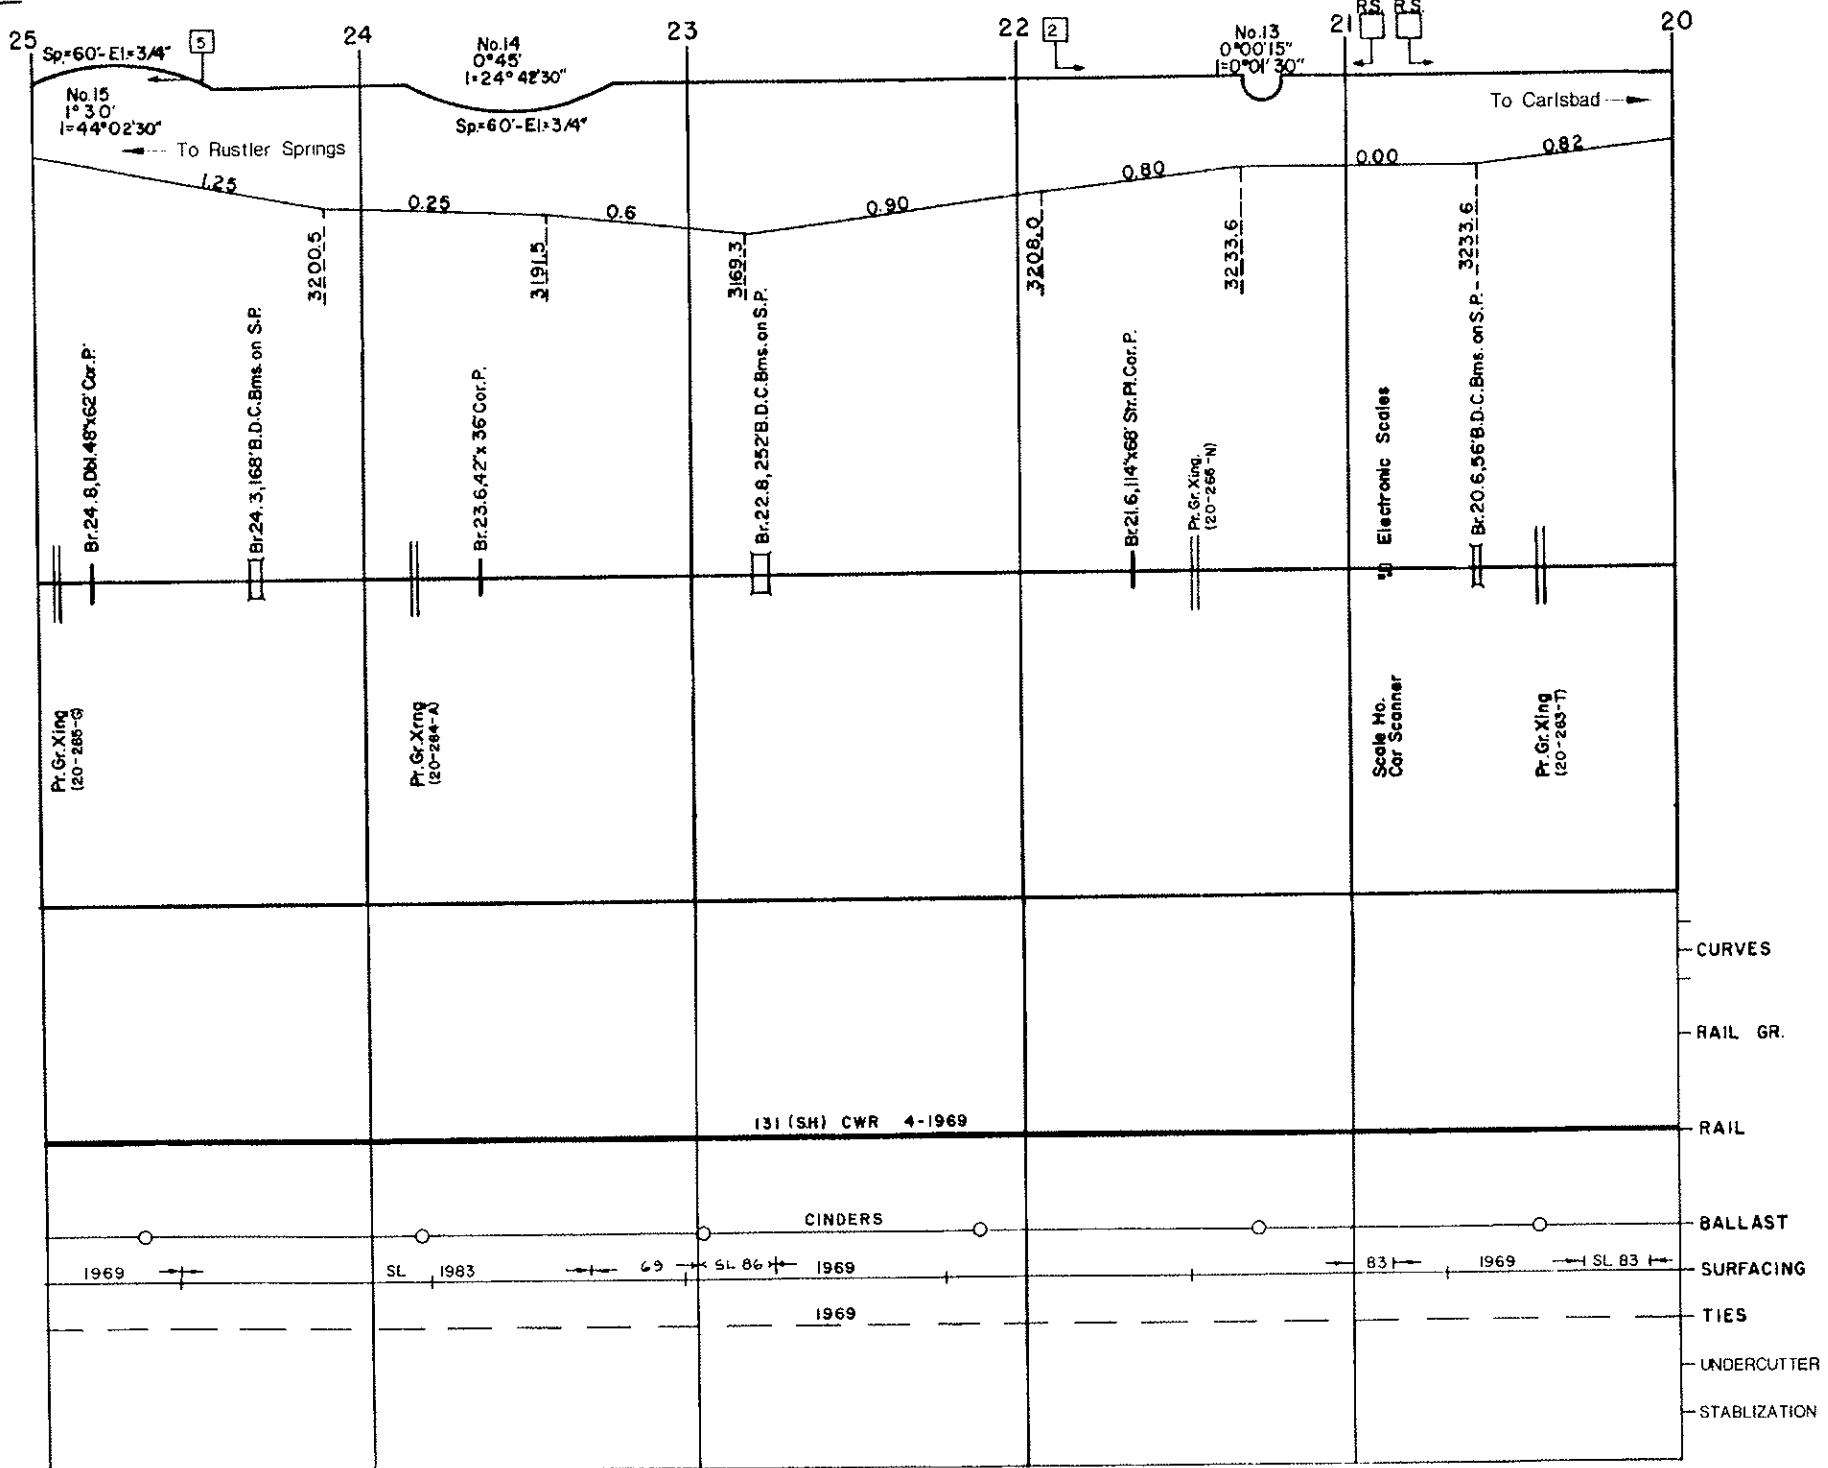 25
24
23
22
21
20
R.S.
R.S.
Sp.=60'-El.=3/4"
5
No.14
0°45'
I=24°42'30"
Sp.=60'-El.=3/4"
2
No.13
0°00'15"
I=0°01'30"
No.15
1°30'
I=44°02'30"
To Rustler Springs
To Carlsbad
1.25
0.25
0.6
0.90
0.80
0.00
0.82
3200.5
3191.5
3169.3
3208.0
3233.6
3233.6
Br.24.8,Dbl.48"x62' Cor.P.
Br.24.3,168'B.D.C.Bms.on S.P.
Br.23.6,42"x 36'Cor.P.
Br.22.8,252'B.D.C.Bms.on S.P.
Br.21.6,114"x68' Str.Pl.Cor.P.
Pr.Gr.Xing.
(20-266-N)
Electronic Scales
Br.20.6,56'B.D.C.Bms.on S.P.
Pr.Gr.Xing
(20-265-G)
Pr.Gr.Xrng
(20-264-A)
Scale Ho.
Car Scanner
Pr.Gr.Xing
(20-263-T)
CURVES
RAIL GR.
131 (SH) CWR 4-1969
RAIL
CINDERS
BALLAST
1969
SL 1983
69
SL 86
1969
83
1969
SL 83
SURFACING
1969
TIES
UNDERCUTTER
STABLIZATION